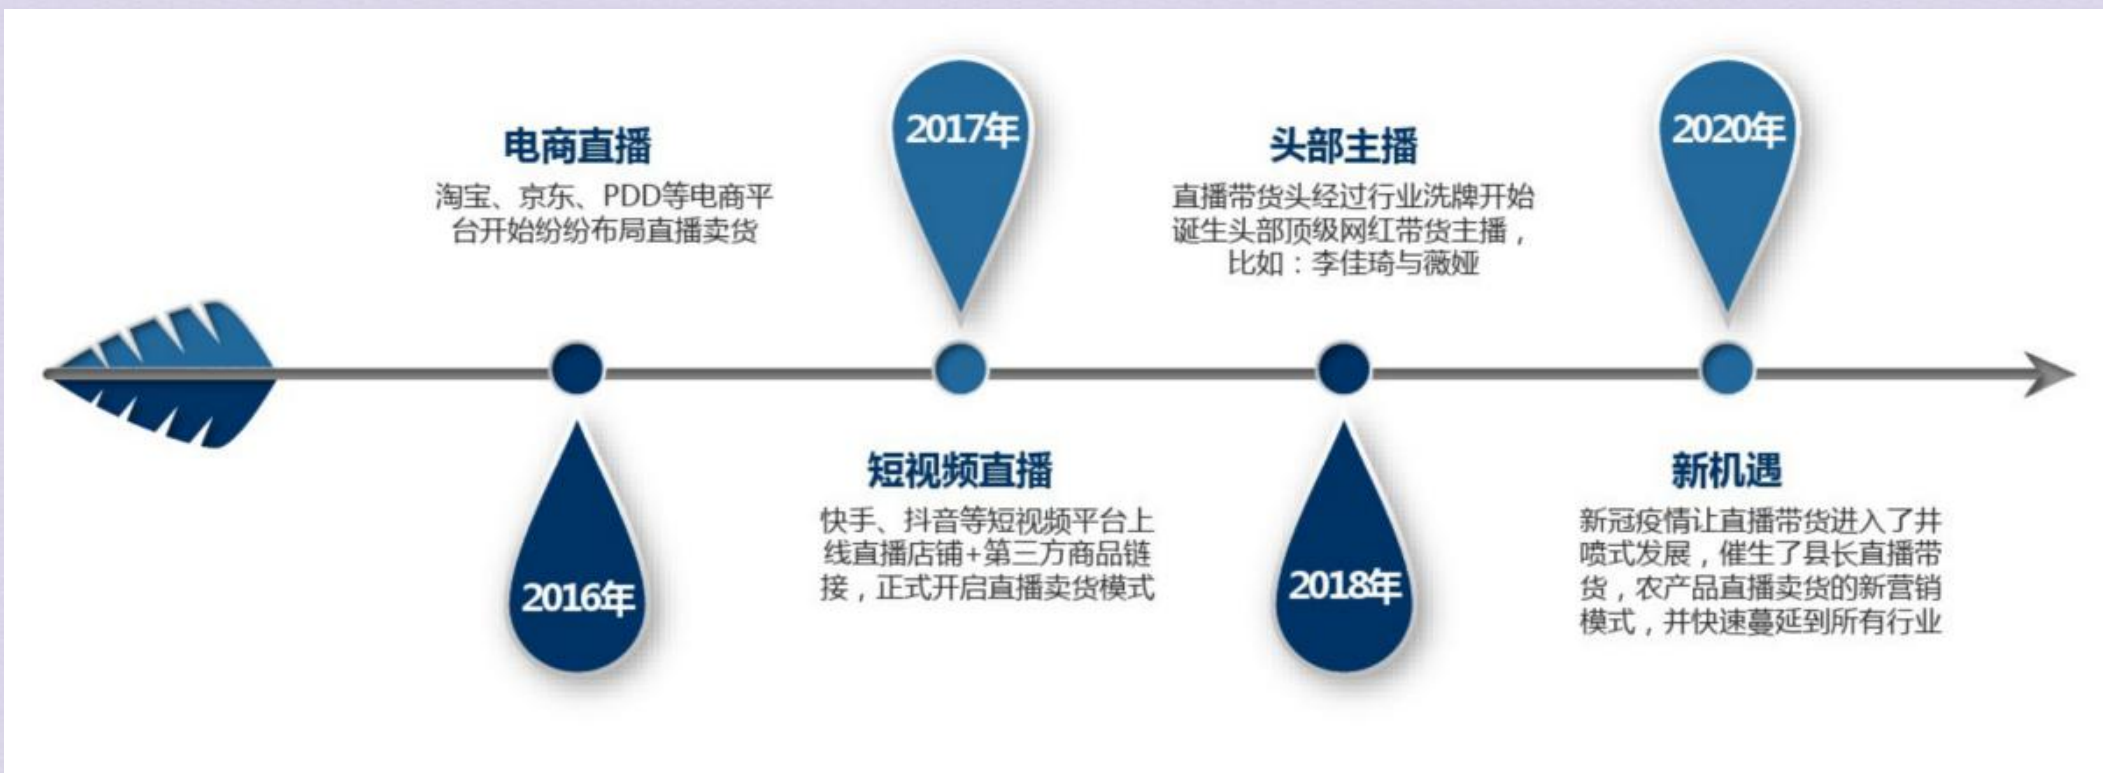 电商直播
淘宝、京东、PDD等电商平
台开始纷纷布局直播卖货
2016年
2017年
短视频直播
快手、抖音等短视频平台上
线直播店铺+第三方商品链
接，正式开启直播卖货模式
头部主播
直播带货头经过行业洗牌开始
诞生头部顶级网红带货主播，
比如：李佳琦与薇娅
2018年
2020年
新机遇
新冠疫情让直播带货进入了井
喷式发展，催生了县长直播带
货，农产品直播卖货的新营销
模式，并快速蔓延到所有行业